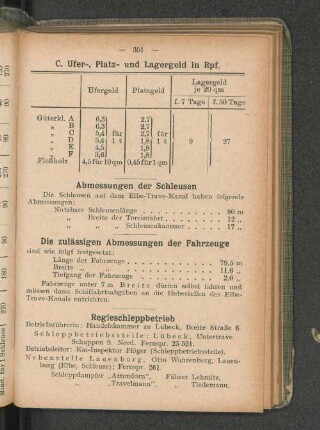 — 361 —
C. Ufer-, Platz- und Lagergeld in Rpf.
Ufergeld Platzgeld Lagergeld je 20 qm
f. 7 Tage f. 30 Tage
Güterkl. A 6,3 2,7
„ B 6,3 2,7
„ C 5,4 für 2,7 für 9 27
„ D 5,4 1 t 1,8 1 t
„ E 4,5 1,8
„ F 3,6 1,8
Floßholz 4,5 für 10 qm 0,45 für 1 qm
Abmessungen der Schleusen
Die Schleusen auf dem Elbe-Trave-Kanal haben folgende
Abmessungen:
Nutzbare Schleusenlänge . . . 80 m
„ Breite der Toreinfahrt . . . 12 „
„ „ „ Schleusenkammer . . . 17 „
Die zulässigen Abmessungen der Fahrzeuge
sind wie folgt festgesetzt:
Länge der Fahrzeuge . . . 79,5 m
Breite „ „ . . . 11,6 „
Tiefgang der Fahrzeuge . . . 2,0 „
Fahrzeuge unter 7 m Breite dürfen selbst fahren und
müssen dann Schiffahrtsabgaben an die Hebestellen des Elbe-
Trave-Kanals entrichten.
Regieschleppbetrieb
Betriebsführerin: Handelskammer zu Lübeck, Breite Straße 6.
Schleppbetriebsstelle: Lübeck, Untertrave
Schuppen 9. Need. Fernspr. 25 521.
Betriebsleiter: Kai-Inspektor Plüger (Schleppbetriebsstelle).
Nebenstelle Lauenburg, Otto Wahrenburg, Lauen-
burg (Elbe, Schleuse); Fernspr. 261.
Schleppdampfer „Attendorn“, Führer Lehmitz,
„ „Travelmann“, „ Tiedemann.